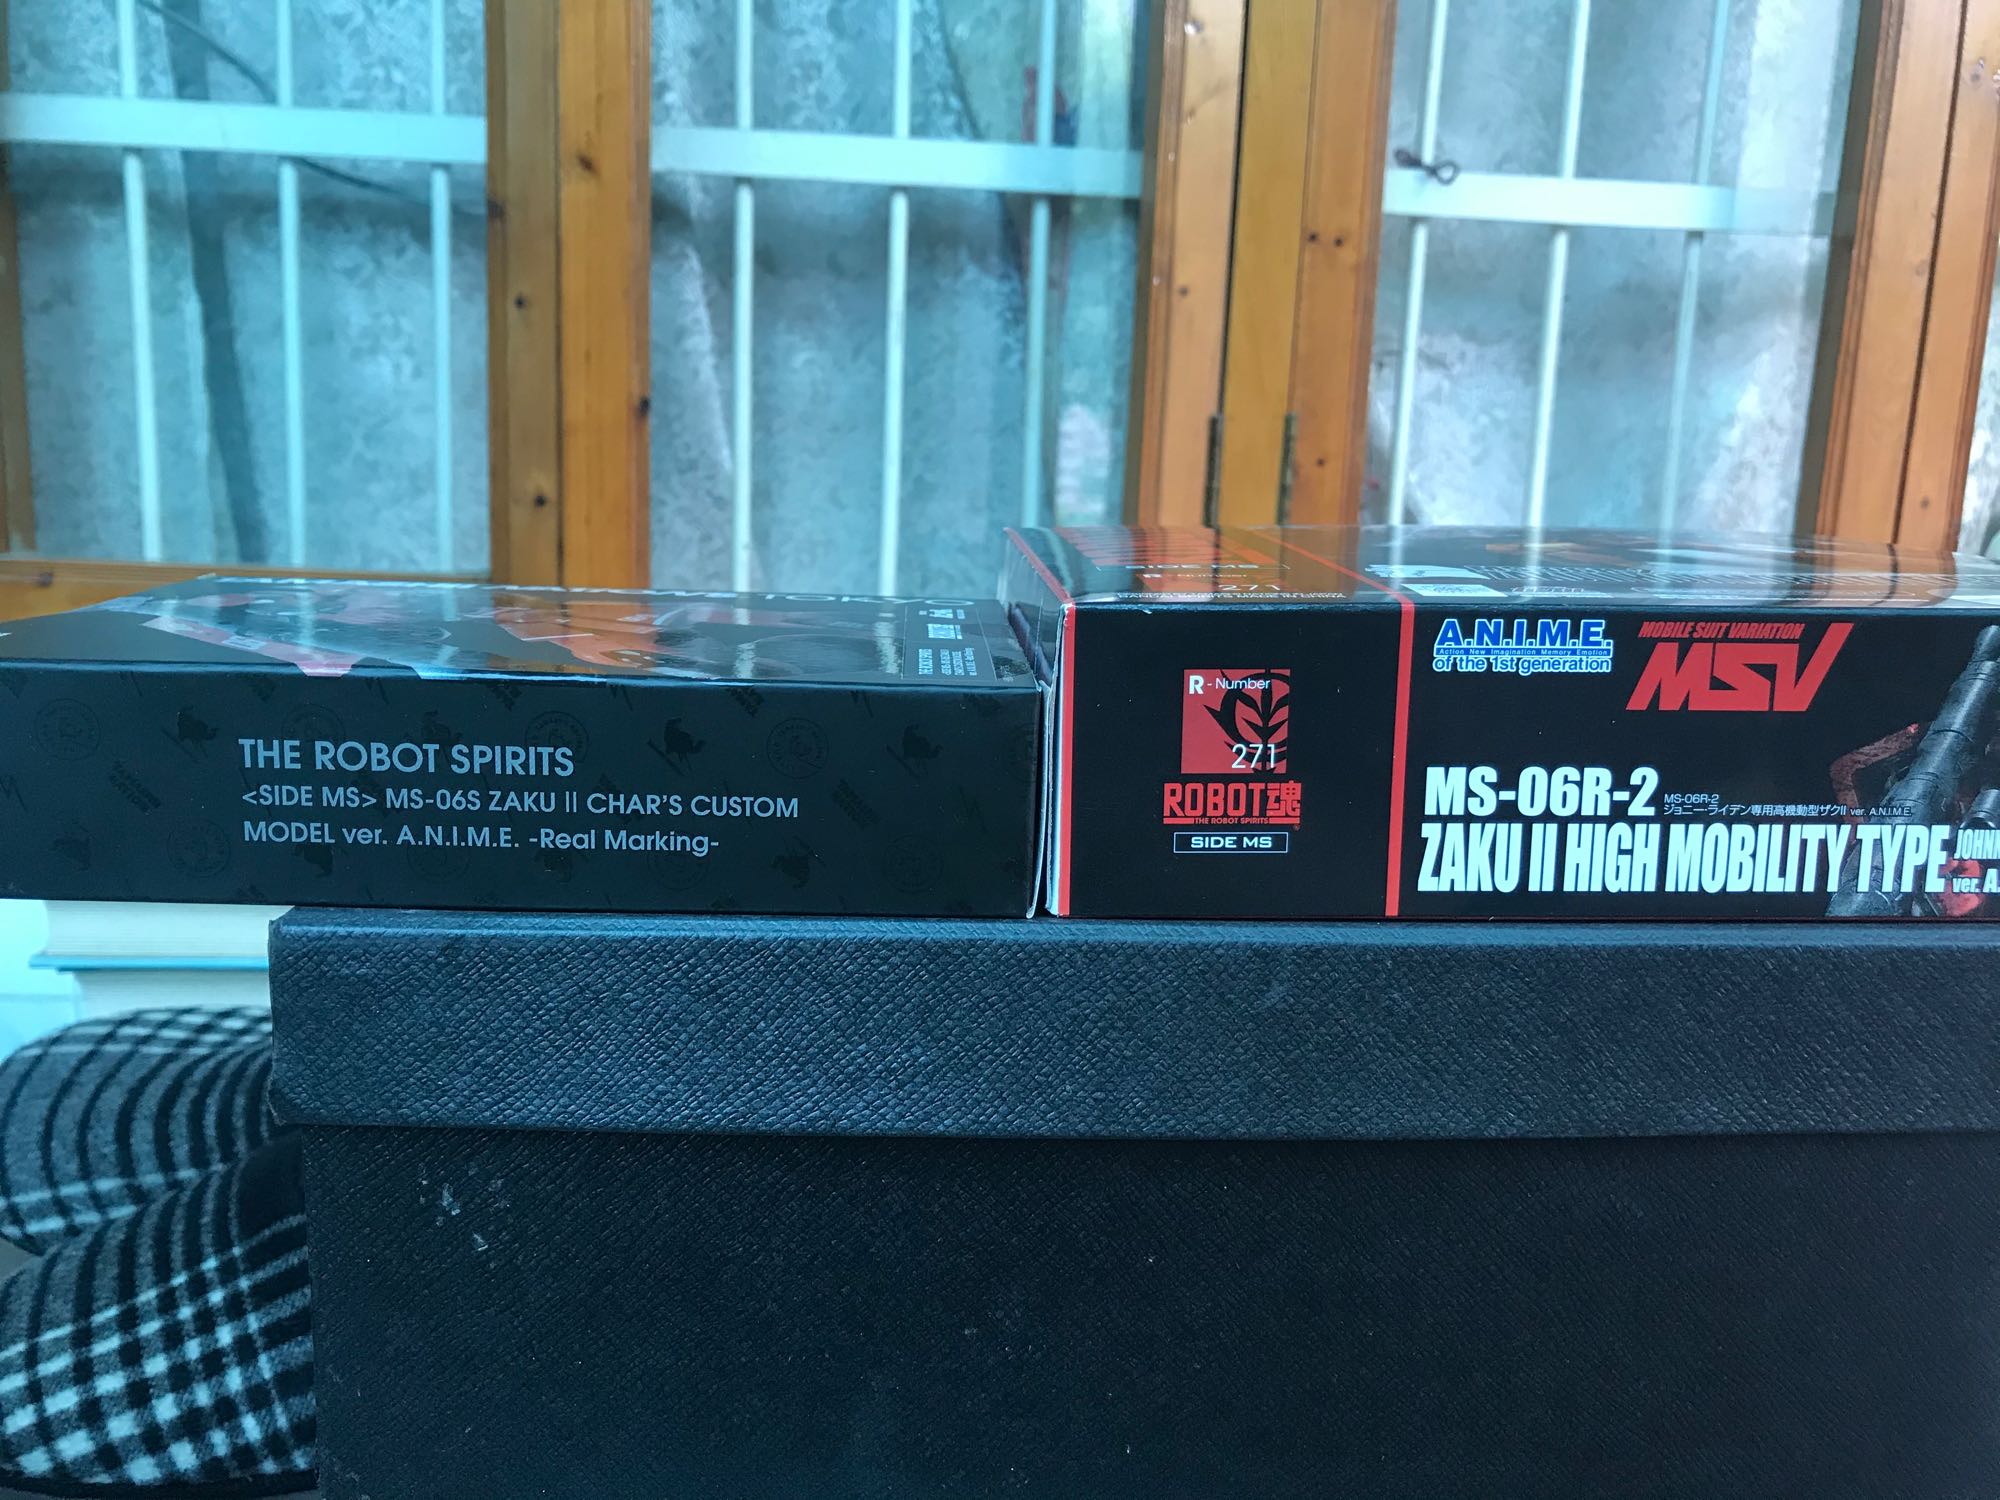 THE ROBOT SPIRITS
<SIDE MS> MS-06S ZAKU II CHAR'S CUSTOM
MODEL ver. A.N.I.M.E. -Real Marking-
SIDE MS
R - Number
271
R - Number
271
ROBOT魂
THE ROBOT SPIRITS
SIDE MS
A.N.I.M.E.
Action New Imagination Memory Emotion
of the 1st generation
MOBILE SUIT VARIATION
MSV
MS-06R-2
MS-06R-2
ジョニー・ライデン専用高機動型ザクII ver. A.N.I.M.E.
ZAKU II HIGH MOBILITY TYPE
ver. A.